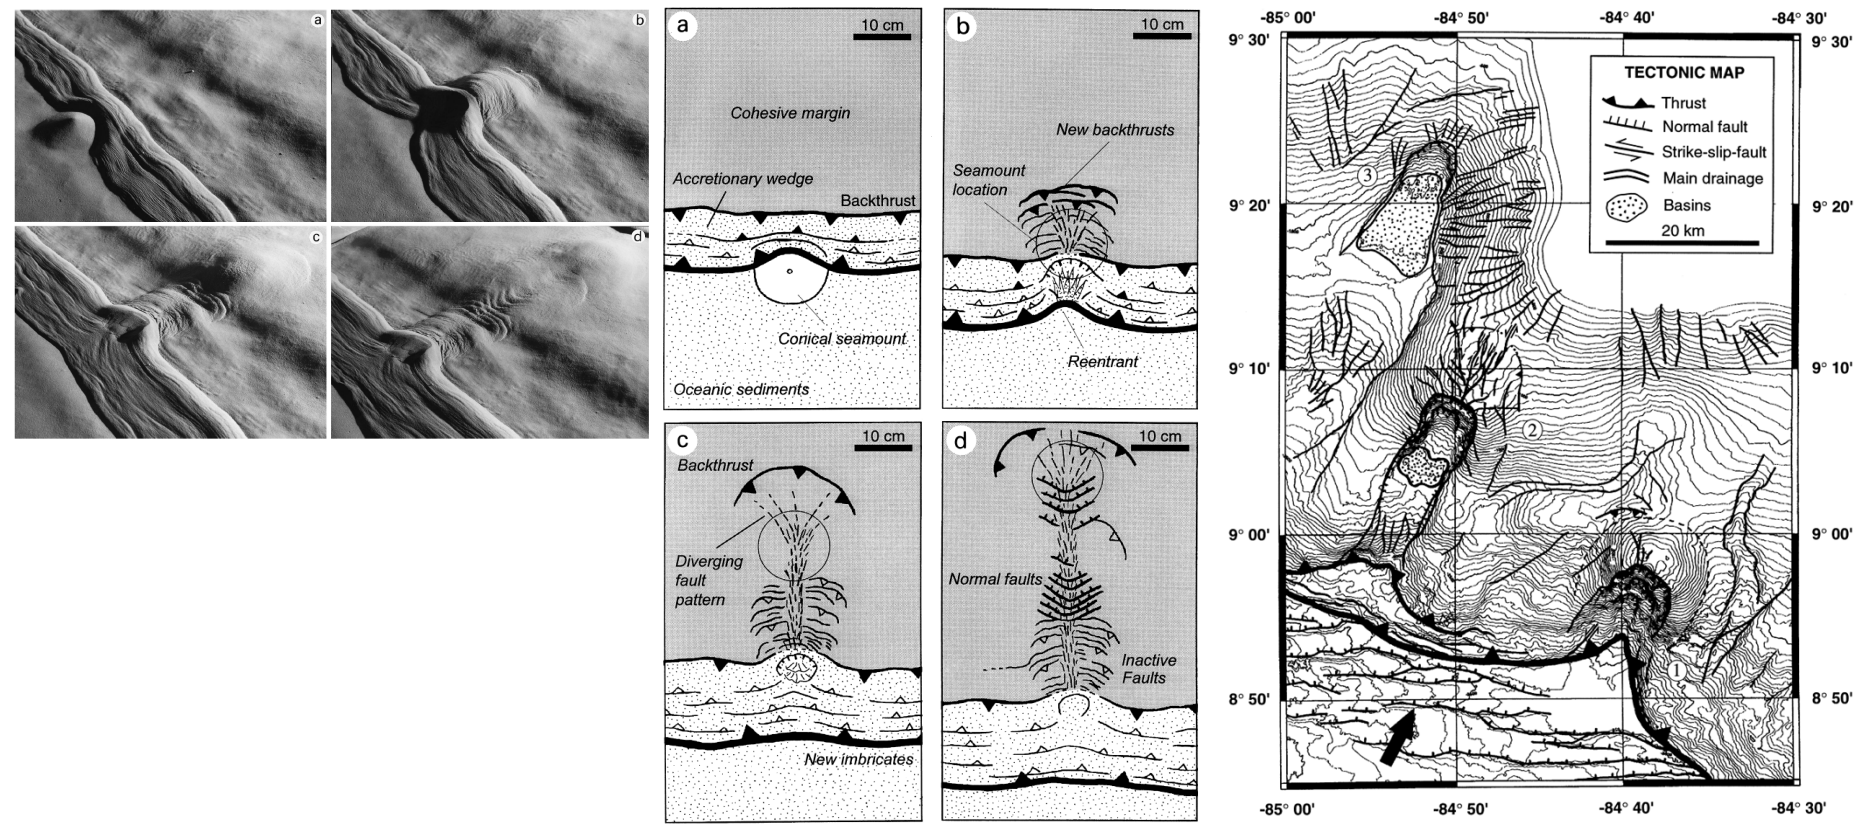 a
b
c
d
a
10 cm
Cohesive margin
Accretionary wedge
Backthrust
Conical seamount
Oceanic sediments
b
10 cm
New backthrusts
Seamount
location
Reentrant
c
10 cm
Backthrust
Diverging
fault
pattern
New imbricates
d
10 cm
Normal faults
Inactive
Faults
-85° 00'
-84° 50'
-84° 40'
-84° 30'
9° 30'
9° 30'
TECTONIC MAP
Thrust
Normal fault
Strike-slip-fault
Main drainage
Basins
20 km
3
9° 20'
9° 20'
9° 10'
9° 10'
2
9° 00'
9° 00'
1
8° 50'
8° 50'
-85° 00'
-84° 50'
-84° 40'
-84° 30'